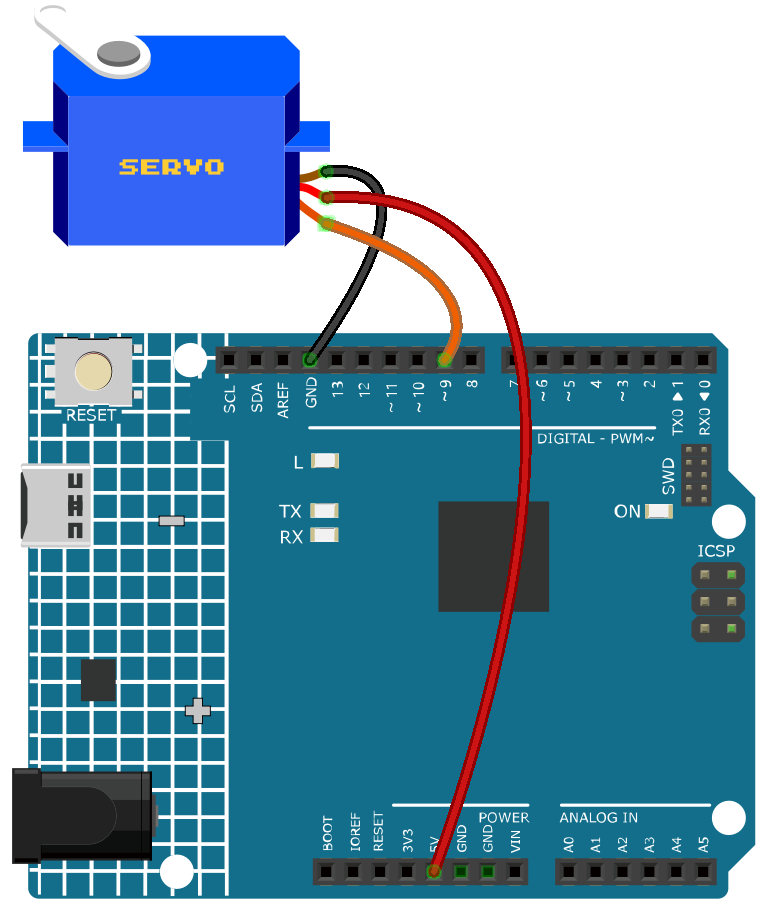 SERVO
RESET
SCL
SDA
AREF
GND
13
12
~ 11
~ 10
~ 9
8
7
~ 6
~ 5
4
~ 3
2
TX0 ▶ 1
RX0 ◀ 0
DIGITAL - PWM~
L
TX
RX
ON
SWD
ICSP
BOOT
IOREF
RESET
3V3
5V
GND
GND
VIN
POWER
ANALOG IN
A0
A1
A2
A3
A4
A5